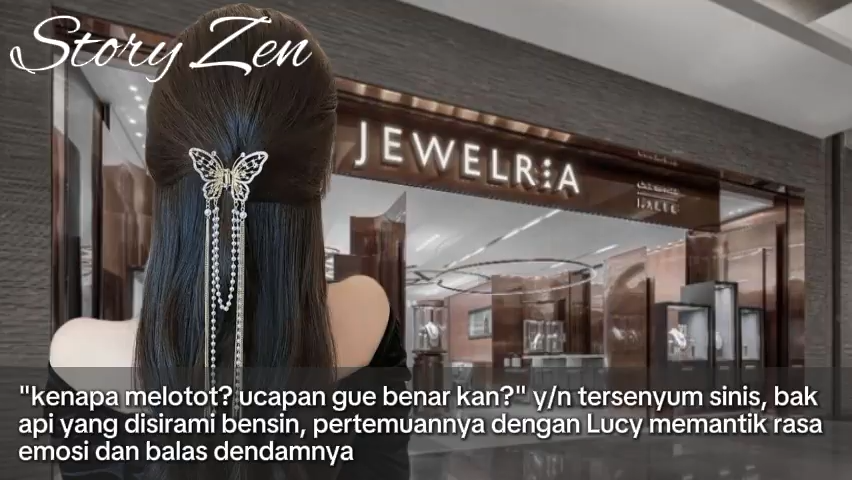 Story Zen
JEWELRIA
"kenapa melotot? ucapan gue benar kan?" y/n tersenyum sinis, bak
api yang disirami bensin, pertemuannya dengan Lucy memantik rasa
emosi dan balas dendamnya